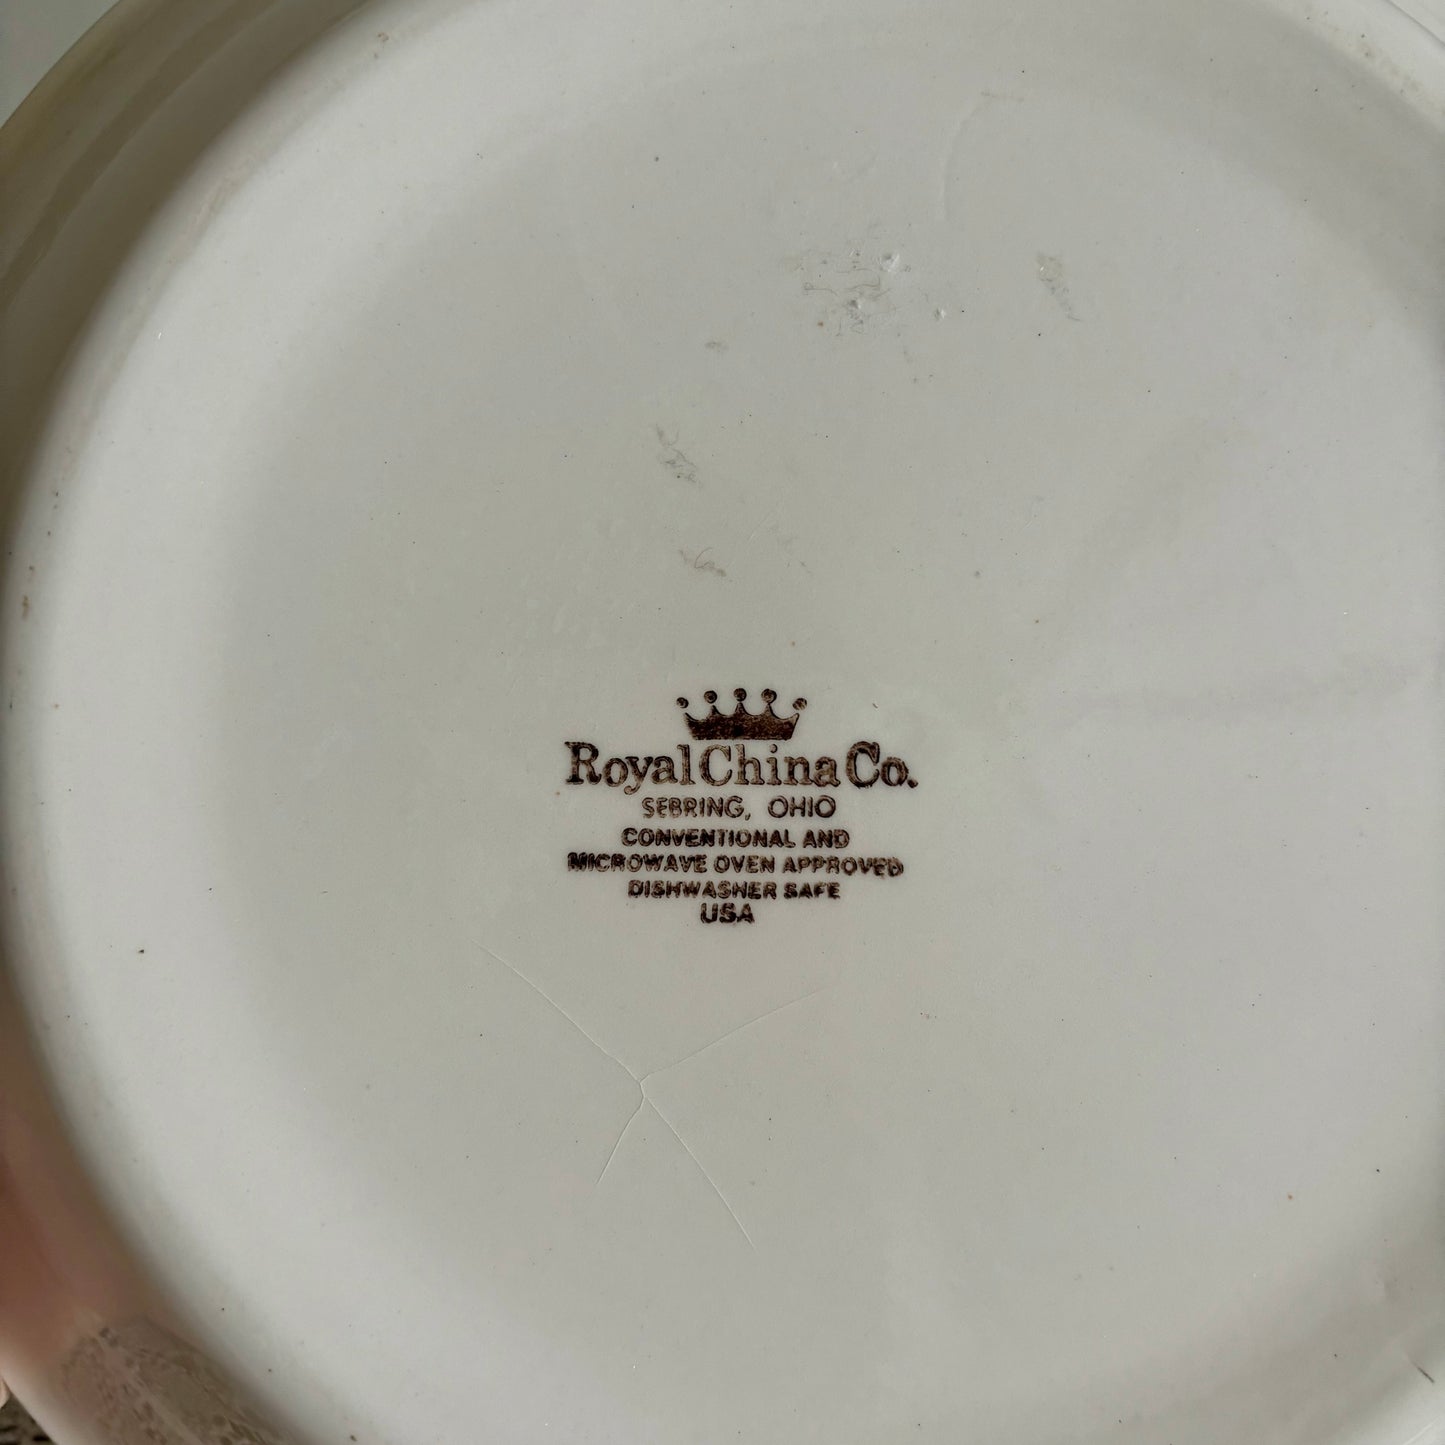 Royal China Co.
SEBRING, OHIO
CONVENTIONAL AND
MICROWAVE OVEN APPROVED
DISHWASHER SAFE
USA